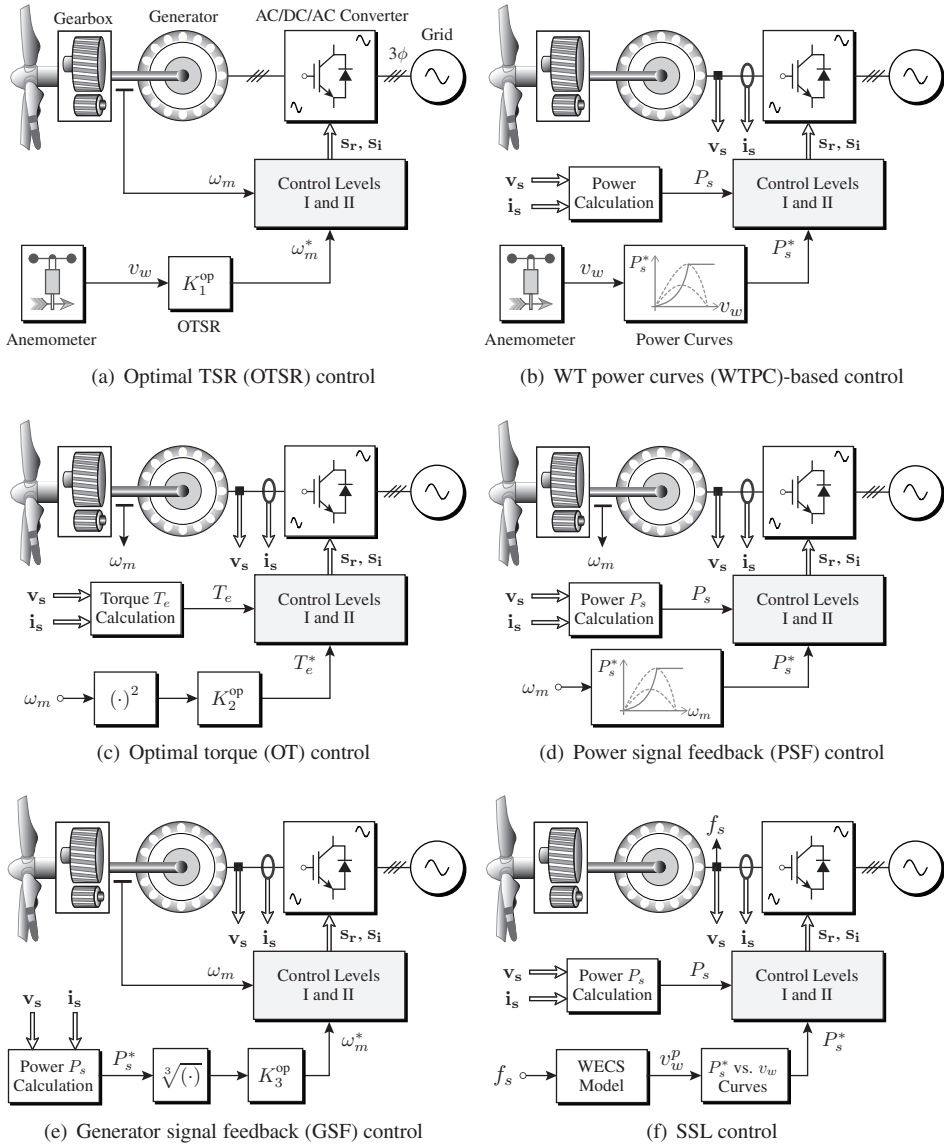 Gearbox Generator AC/DC/AC Converter
Grid
3ϕ
s_r, s_i
ω_m
Control Levels
I and II
ω_m^*
v_w
K_1^op
Anemometer
OTSR
(a) Optimal TSR (OTSR) control
v_s i_s
s_r, s_i
v_s
i_s
Power
Calculation
P_s
Control Levels
I and II
P_s^*
v_w
P_s^*
v_w
Anemometer
Power Curves
(b) WT power curves (WTPC)-based control
ω_m
v_s i_s
s_r, s_i
v_s
i_s
Torque T_e
Calculation
T_e
Control Levels
I and II
T_e^*
ω_m
(·)^2
K_2^op
(c) Optimal torque (OT) control
ω_m
v_s i_s
s_r, s_i
v_s
i_s
Power P_s
Calculation
P_s
Control Levels
I and II
P_s^*
ω_m
P_s^*
ω_m
(d) Power signal feedback (PSF) control
v_s i_s
s_r, s_i
ω_m
Control Levels
I and II
ω_m^*
v_s i_s
Power P_s
Calculation
P_s^*
∛(·)
K_3^op
(e) Generator signal feedback (GSF) control
f_s
v_s i_s
s_r, s_i
v_s
i_s
Power P_s
Calculation
P_s
Control Levels
I and II
P_s^*
f_s
WECS
Model
v_w^p
P_s^* vs. v_w
Curves
(f) SSL control